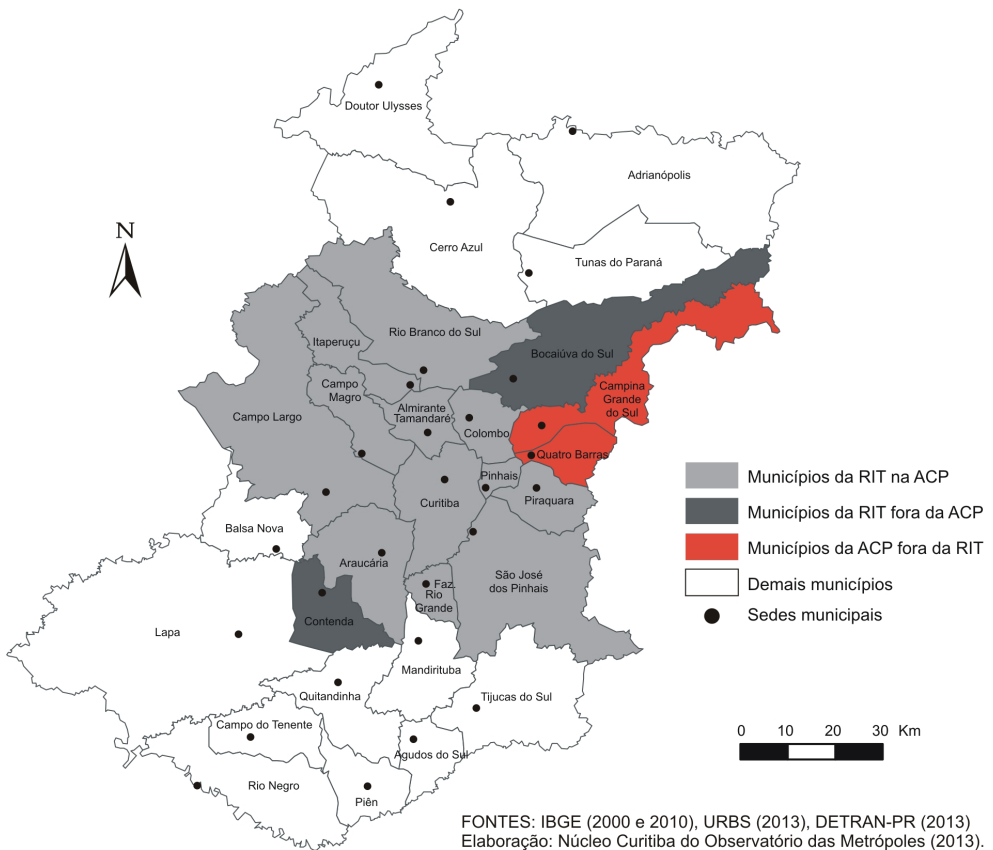 Doutor Ulysses
Adrianópolis
N
Cerro Azul
Tunas do Paraná
Rio Branco do Sul
Itaperuçu
Bocaiúva do Sul
Campo
Magro
Campina
Grande
do Sul
Almirante
Tamandaré
Campo Largo
Colombo
Quatro Barras
Pinhais
Curitiba
Piraquara
Balsa Nova
Araucária
São José
dos Pinhais
Faz.
Rio
Grande
Contenda
Lapa
Mandirituba
Quitandinha
Tijucas do Sul
Campo do Tenente
Agudos do Sul
Rio Negro
Piên
Municípios da RIT na ACP
Municípios da RIT fora da ACP
Municípios da ACP fora da RIT
Demais municípios
Sedes municipais
0 10 20 30 Km
FONTES: IBGE (2000 e 2010), URBS (2013), DETRAN-PR (2013)
Elaboração: Núcleo Curitiba do Observatório das Metrópoles (2013).